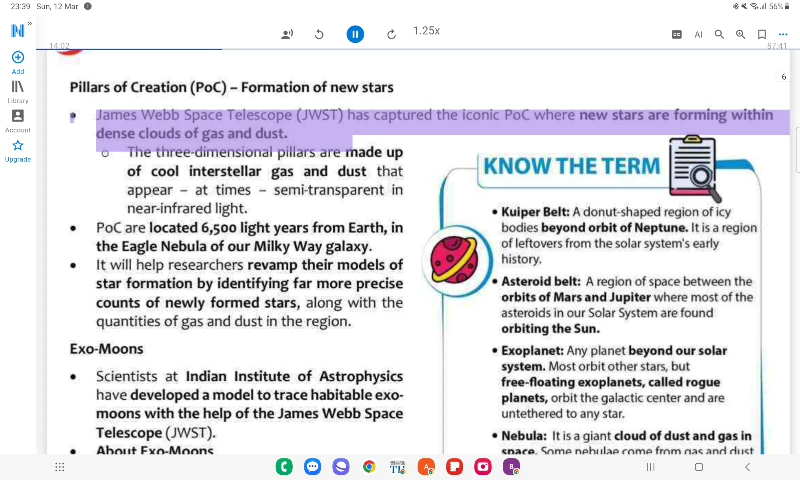 23:39 Sun, 12 Mar
56%
N »
Add
Library
Account
Upgrade
1.25x
AI
14:02
57:41
6
Pillars of Creation (PoC) – Formation of new stars
• James Webb Space Telescope (JWST) has captured the iconic PoC where new stars are forming within
dense clouds of gas and dust.
o The three-dimensional pillars are made up
of cool interstellar gas and dust that
appear – at times – semi-transparent in
near-infrared light.
• PoC are located 6,500 light years from Earth, in
the Eagle Nebula of our Milky Way galaxy.
• It will help researchers revamp their models of
star formation by identifying far more precise
counts of newly formed stars, along with the
quantities of gas and dust in the region.
Exo-Moons
• Scientists at Indian Institute of Astrophysics
have developed a model to trace habitable exo-
moons with the help of the James Webb Space
Telescope (JWST).
• About Exo-Moons
KNOW THE TERM
• Kuiper Belt: A donut-shaped region of icy
bodies beyond orbit of Neptune. It is a region
of leftovers from the solar system's early
history.
• Asteroid belt: A region of space between the
orbits of Mars and Jupiter where most of the
asteroids in our Solar System are found
orbiting the Sun.
• Exoplanet: Any planet beyond our solar
system. Most orbit other stars, but
free-floating exoplanets, called rogue
planets, orbit the galactic center and are
untethered to any star.
• Nebula: It is a giant cloud of dust and gas in
space. Some nebulae come from gas and dust